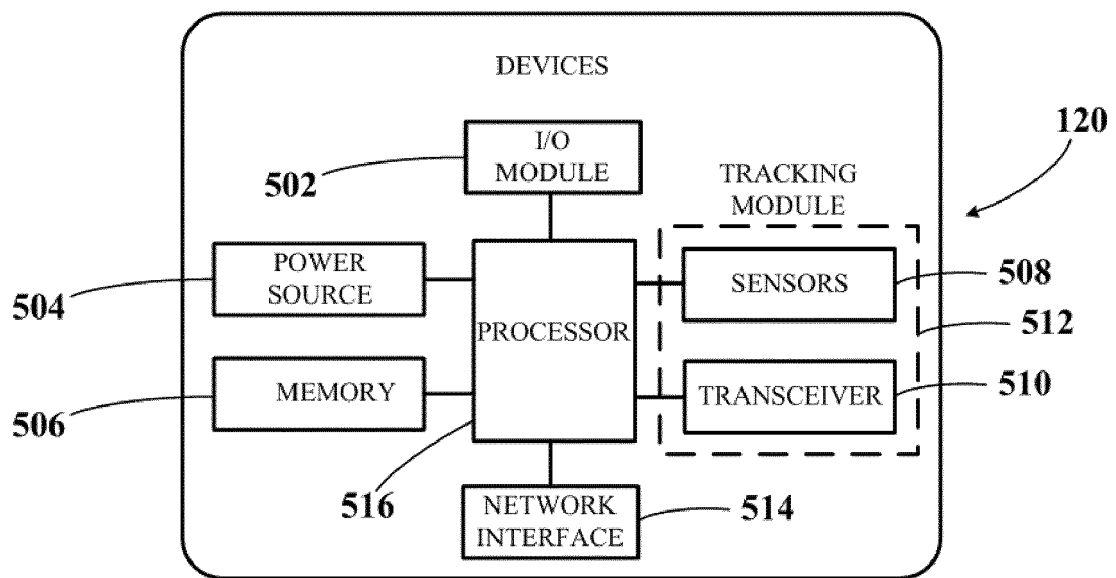 DEVICES
120
I/O
MODULE
502
TRACKING
MODULE
POWER
SOURCE
504
SENSORS
508
512
PROCESSOR
MEMORY
506
TRANSCEIVER
510
516
NETWORK
INTERFACE
514